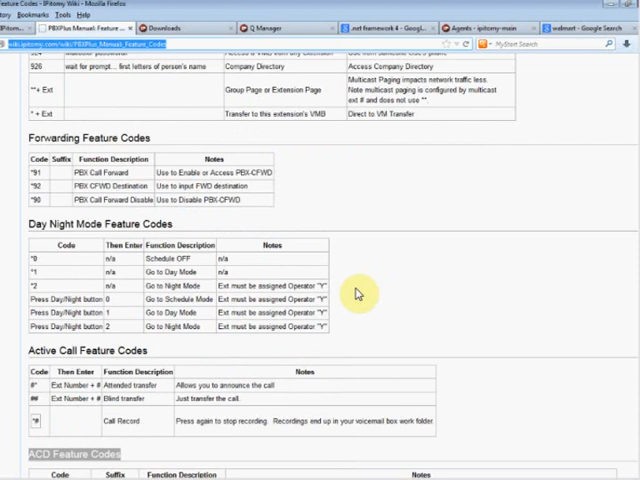 Feature Codes) - Mozilla Firefox
Bookmarks Tools Help
PBXPlus Manual: Feature ... Downloads Q Manager .net framework 4 - Googl... Agents - ipitomy-main walmart - Google Search
wiki.ipitomy.com/wiki/PBXPlus_Manual:_Feature_Codes MyStart Search
926 wait for prompt... first letters of person's name Company Directory Access Company Directory
**+ Ext Group Page or Extension Page Multicast Paging impacts network traffic less. Note multicast paging is configured by multicast ext # and does not use **.
* + Ext Transfer to this extension's VMB Direct to VM Transfer
Forwarding Feature Codes
Code Suffix Function Description Notes
*91 PBX Call Forward Use to Enable or Access PBX-CFWD
*92 PBX CFWD Destination Use to input FWD destination
*90 PBX Call Forward Disable Use to Disable PBX-CFWD
Day Night Mode Feature Codes
Code Then Enter Function Description Notes
*0 n/a Schedule OFF n/a
*1 n/a Go to Day Mode n/a
*2 n/a Go to Night Mode Ext must be assigned Operator "Y"
Press Day/Night button 0 Go to Schedule Mode Ext must be assigned Operator "Y"
Press Day/Night button 1 Go to Day Mode Ext must be assigned Operator "Y"
Press Day/Night button 2 Go to Night Mode Ext must be assigned Operator "Y"
Active Call Feature Codes
Code Then Enter Function Description Notes
#* Ext Number + # Attended transfer Allows you to announce the call
## Ext Number + # Blind transfer Just transfer the call.
*# Call Record Press again to stop recording. Recordings end up in your voicemail box work folder.
ACD Feature Codes
Code Suffix Function Description Notes